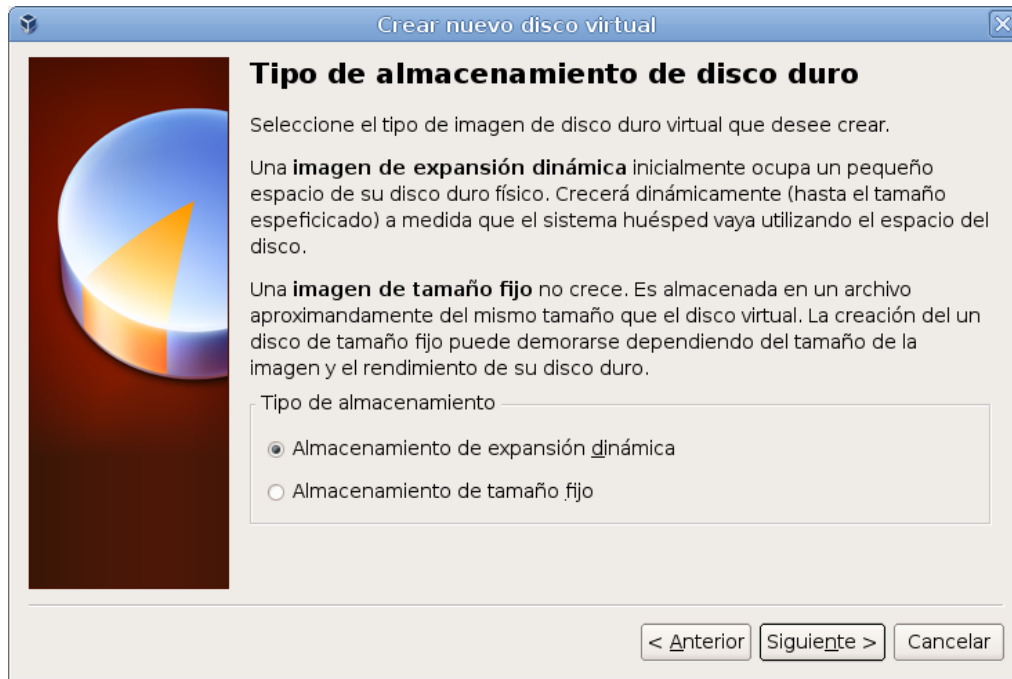 Crear nuevo disco virtual
Tipo de almacenamiento de disco duro
Seleccione el tipo de imagen de disco duro virtual que desee crear.
Una imagen de expansión dinámica inicialmente ocupa un pequeño
espacio de su disco duro físico. Crecerá dinámicamente (hasta el tamaño
espeficicado) a medida que el sistema huésped vaya utilizando el espacio del
disco.
Una imagen de tamaño fijo no crece. Es almacenada en un archivo
aproximandamente del mismo tamaño que el disco virtual. La creación del un
disco de tamaño fijo puede demorarse dependiendo del tamaño de la
imagen y el rendimiento de su disco duro.
Tipo de almacenamiento
Almacenamiento de expansión dinámica
Almacenamiento de tamaño fijo
< Anterior
Siguiente >
Cancelar